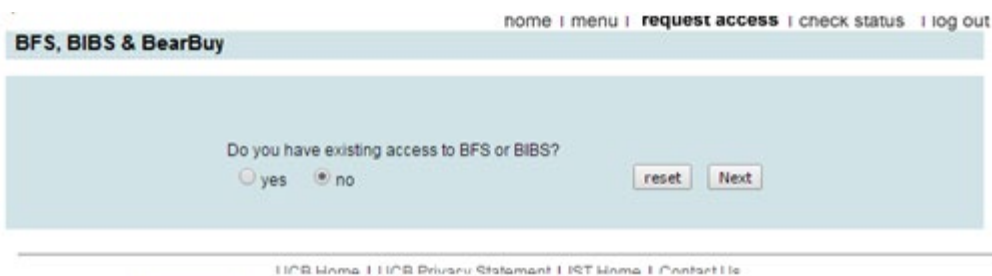 home | menu | request access | check status | log out
BFS, BIBS & BearBuy
Do you have existing access to BFS or BIBS?
yes no
reset Next
UCB Home | UCB Privacy Statement | IST Home | Contact Us